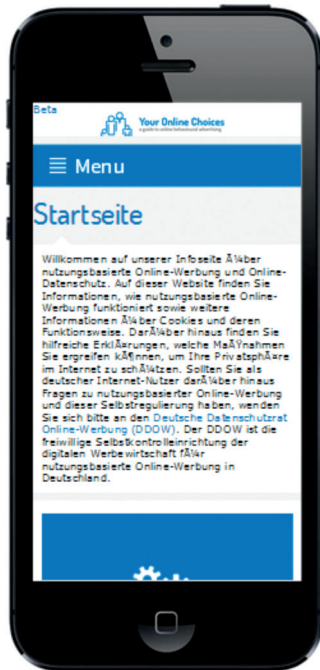 Beta
Your Online Choices
a guide to online behavioural advertising
Menu
Startseite
Willkommen auf unserer Infoseite Ã¼ber
nutzungsbasierte Online-Werbung und Online-
Datenschutz. Auf dieser Website finden Sie
Informationen, wie nutzungsbasierte Online-
Werbung funktioniert sowie weitere
Informationen Ã¼ber Cookies und deren
Funktionsweise. DarÃ¼ber hinaus finden Sie
hilfreiche ErklÃ¤rungen, welche MaÃŸnahmen
Sie ergreifen kÃ¶nnen, um Ihre PrivatsphÃ¤re
im Internet zu schÃ¼tzen. Sollten Sie als
deutscher Internet-Nutzer darÃ¼ber hinaus
Fragen zu nutzungsbasierter Online-Werbung
und dieser Selbstregulierung haben, wenden
Sie sich bitte an den Deutsche Datenschutzrat
Online-Werbung (DDOW). Der DDOW ist die
freiwillige Selbstkontrolleinrichtung der
digitalen Werbewirtschaft fÃ¼r
nutzungsbasierte Online-Werbung in
Deutschland.